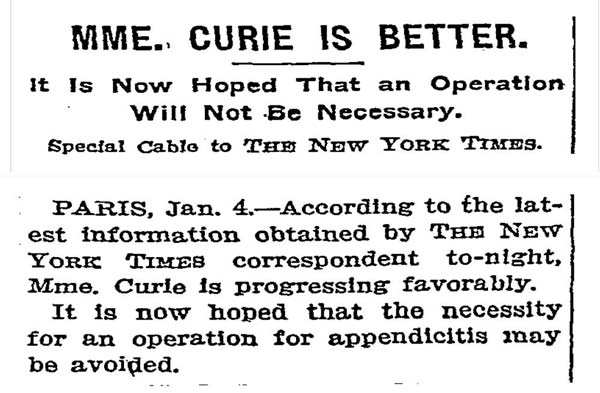 MME. CURIE IS BETTER.
It Is Now Hoped That an Operation
Will Not Be Necessary.
Special Cable to THE NEW YORK TIMES.
PARIS, Jan. 4.—According to the lat-
est information obtained by THE NEW
YORK TIMES correspondent to-night,
Mme. Curie is progressing favorably.
It is now hoped that the necessity
for an operation for appendicitis may
be avoided.